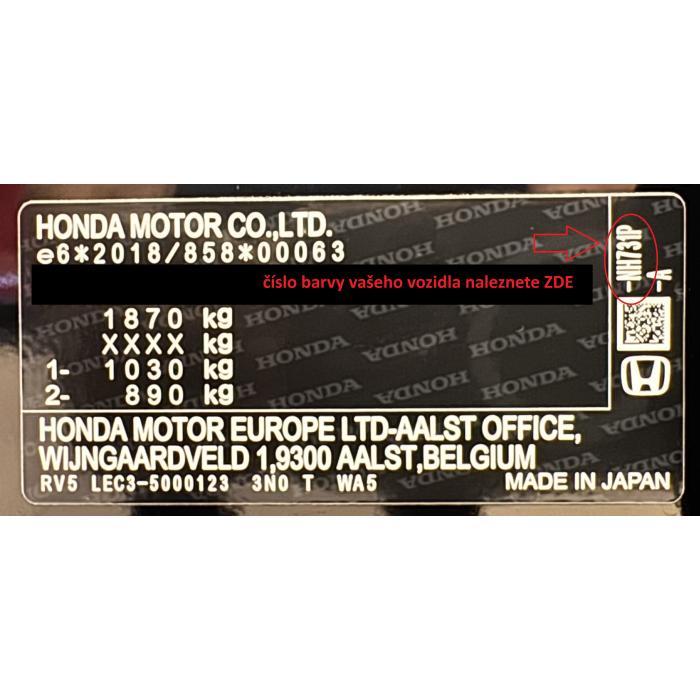 HONDA MOTOR CO.,LTD.
e6*2018/858*00063
číslo barvy vašeho vozidla naleznete ZDE
1870 kg
XXXX kg
1- 1030 kg
2- 890 kg
-NH731P
-A
HONDA MOTOR EUROPE LTD-AALST OFFICE,
WIJNGAARDVELD 1,9300 AALST,BELGIUM
RV5 LEC3-5000123 3N0 T WA5
MADE IN JAPAN